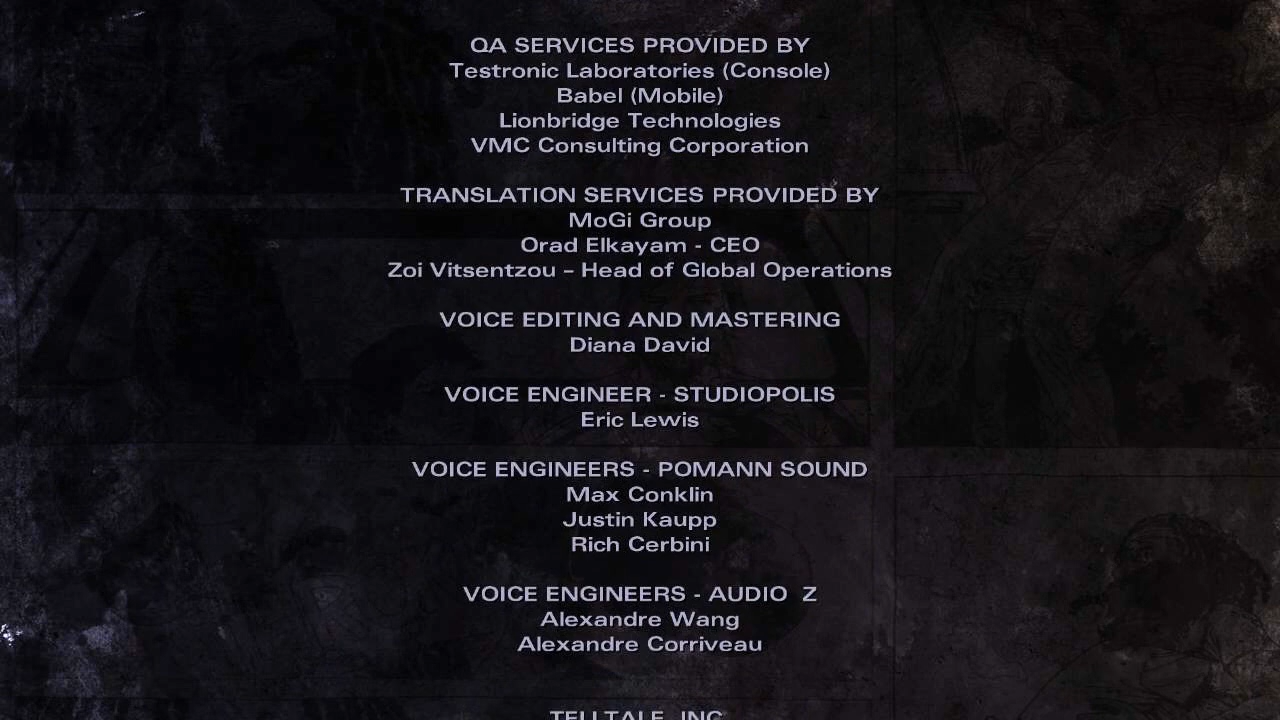 QA SERVICES PROVIDED BY
Testronic Laboratories (Console)
Babel (Mobile)
Lionbridge Technologies
VMC Consulting Corporation
TRANSLATION SERVICES PROVIDED BY
MoGi Group
Orad Elkayam - CEO
Zoi Vitsentzou – Head of Global Operations
VOICE EDITING AND MASTERING
Diana David
VOICE ENGINEER - STUDIOPOLIS
Eric Lewis
VOICE ENGINEERS - POMANN SOUND
Max Conklin
Justin Kaupp
Rich Cerbini
VOICE ENGINEERS - AUDIO Z
Alexandre Wang
Alexandre Corriveau
TELLTALE, INC